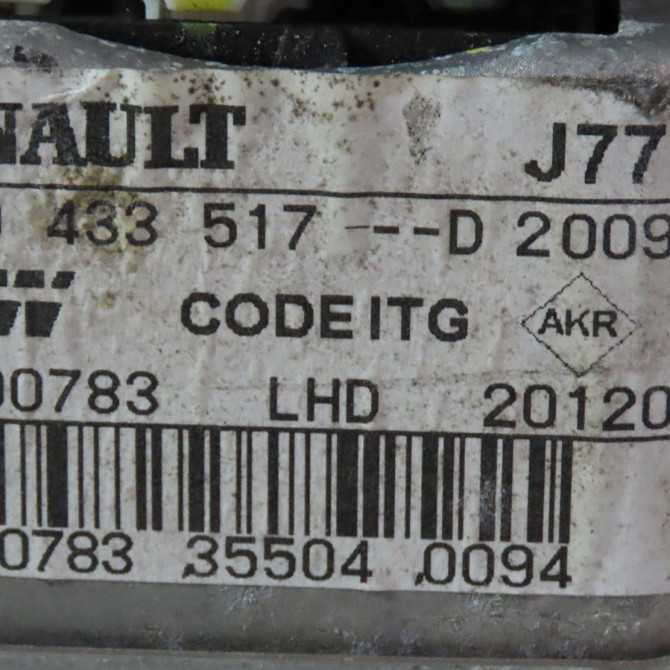 NAULT J77
433 517 ---D 2009
W CODE ITG AKR
00783 LHD 20120
0783 ,35504 ,0094